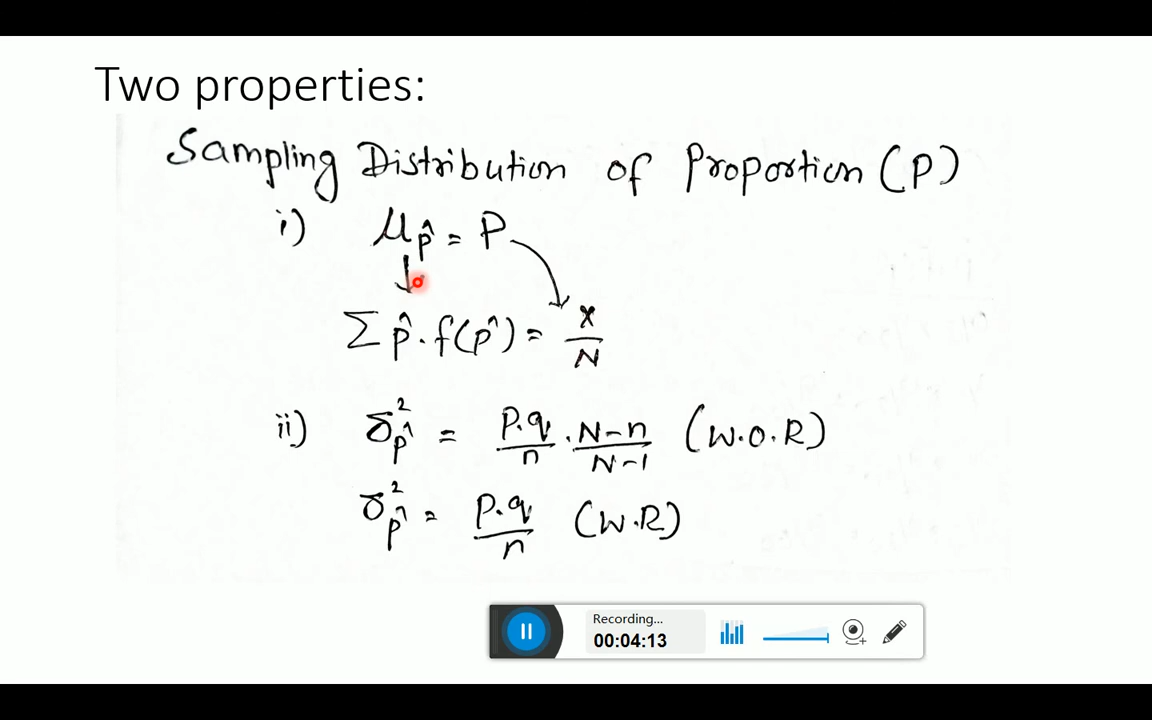 Two properties:
Sampling Distribution of Proportion (P)
i) μp̂ = P
Σ p̂ . f(p̂) = X/N
ii) σ²p̂ = P.q/n . N-n/N-1 (W.O.R)
σ²p̂ = P.q/n (W.R)
Recording...
00:04:13